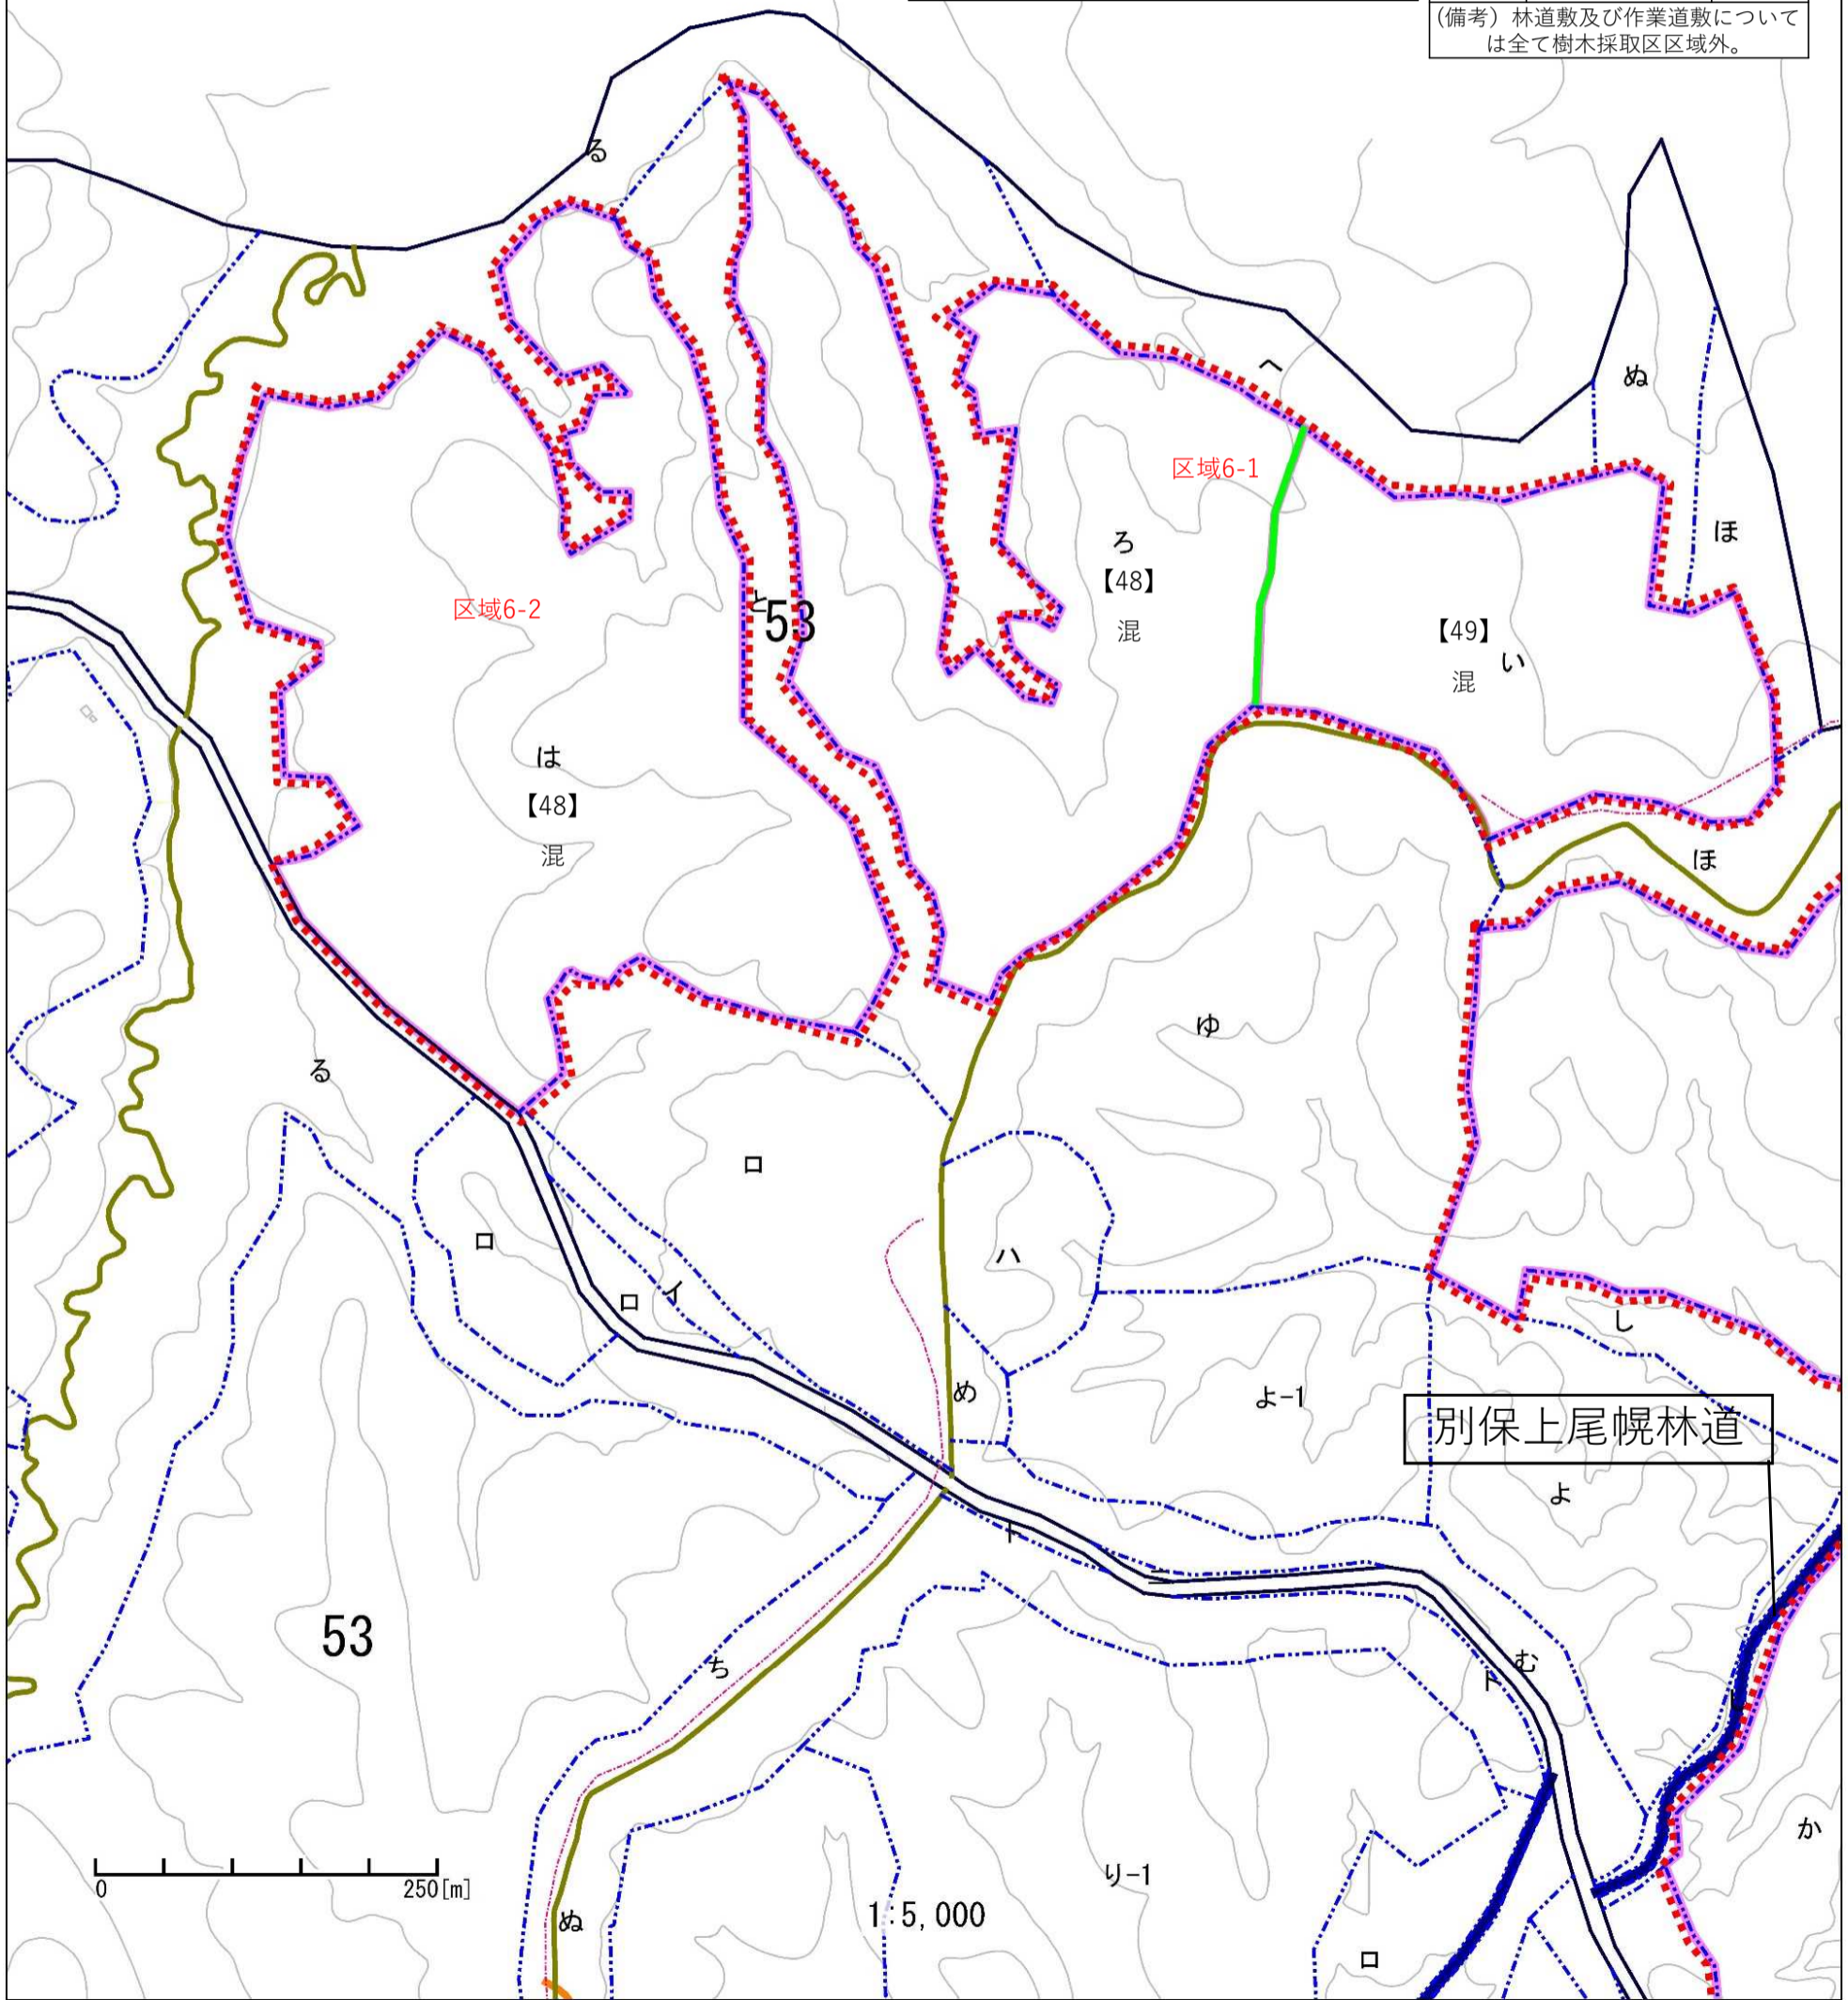 (備考）林道敷及び作業道敷について
は全て樹木採取区区域外。
る
へ
ぬ
区域6-1
ほ
ろ
【48】
混
区域6-2
と
53
【49】
い
混
は
【48】
混
ほ
ゆ
る
ロ
ロ
ハ
ロ
イ
し
め
よ-1
別保上尾幌林道
よ
ト
ニ
53
ち
む
ト
か
り-1
0
250[m]
1:5,000
ぬ
ロ